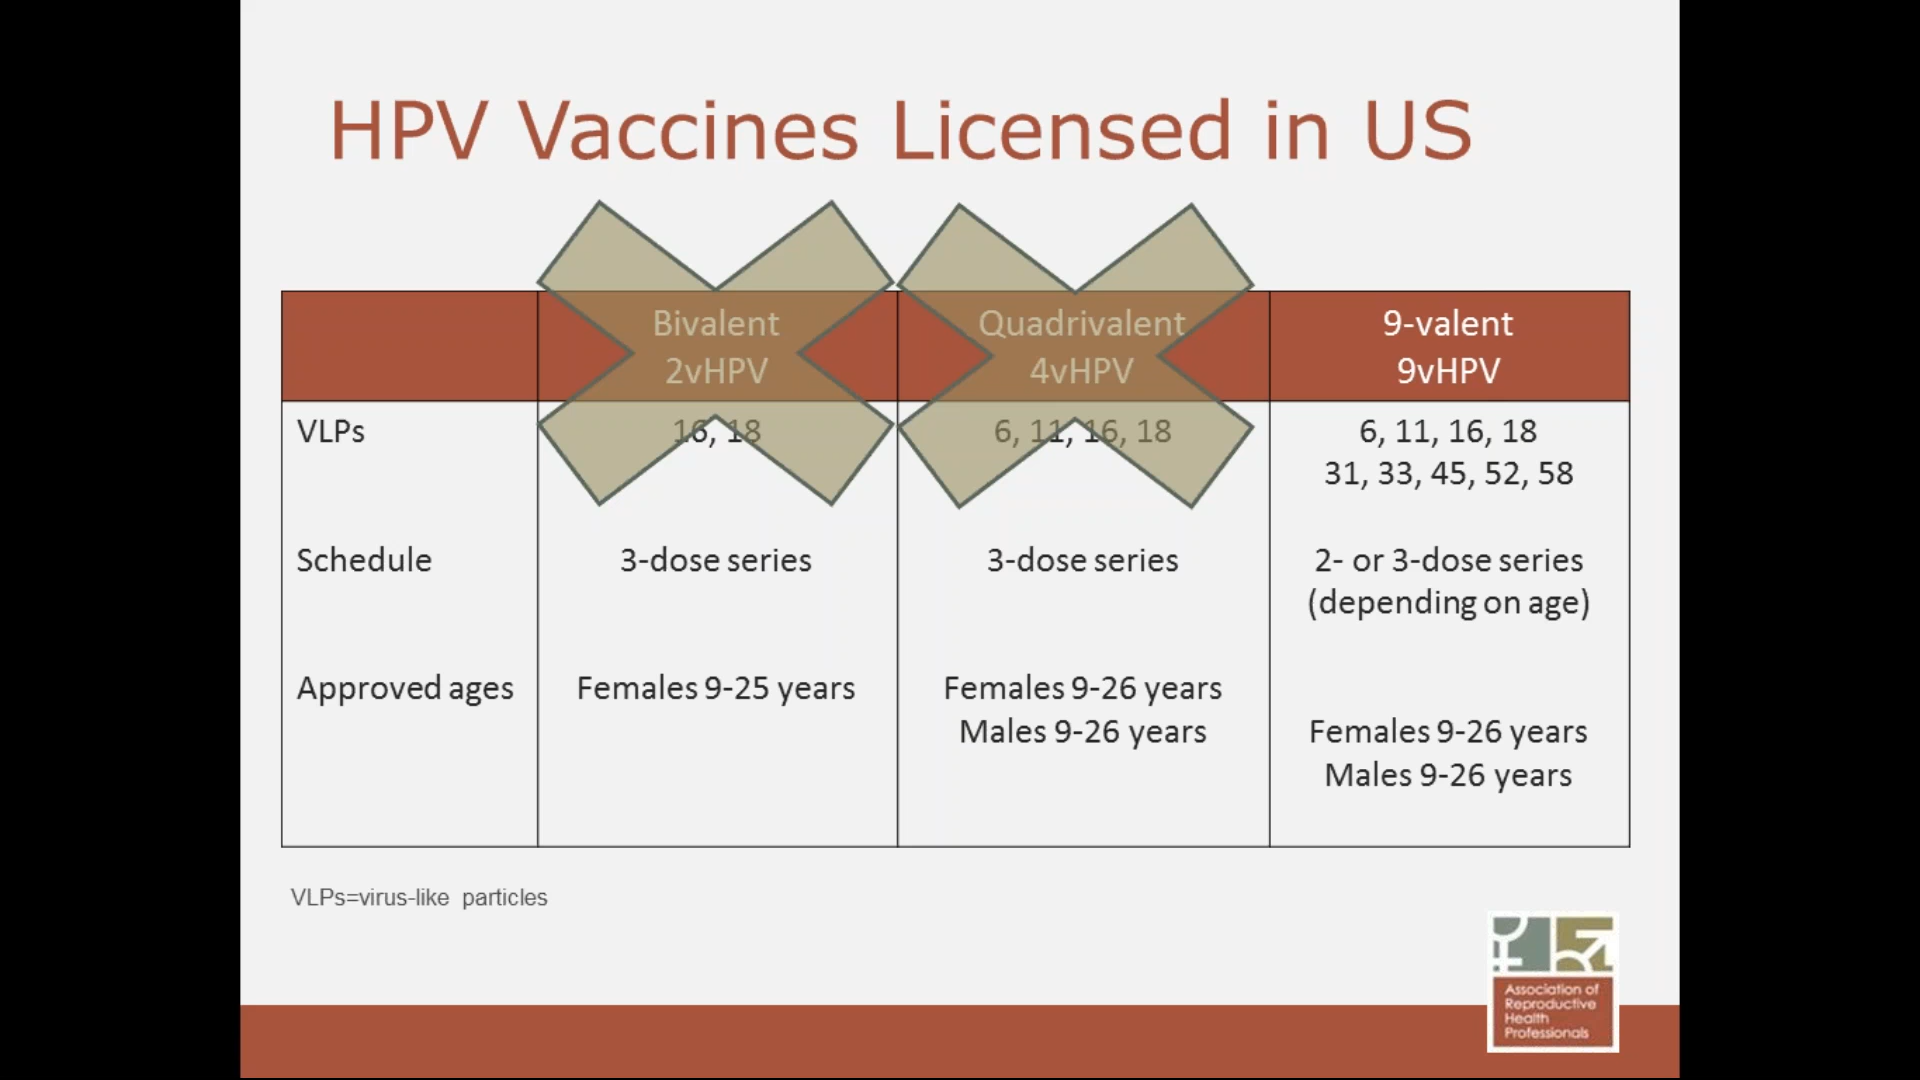 HPV Vaccines Licensed in US
Bivalent
2vHPV
Quadrivalent
4vHPV
9-valent
9vHPV
VLPs
16, 18
6, 11, 16, 18
6, 11, 16, 18
31, 33, 45, 52, 58
Schedule
3-dose series
3-dose series
2- or 3-dose series
(depending on age)
Approved ages
Females 9-25 years
Females 9-26 years
Males 9-26 years
Females 9-26 years
Males 9-26 years
VLPs=virus-like particles
Association of
Reproductive
Health
Professionals